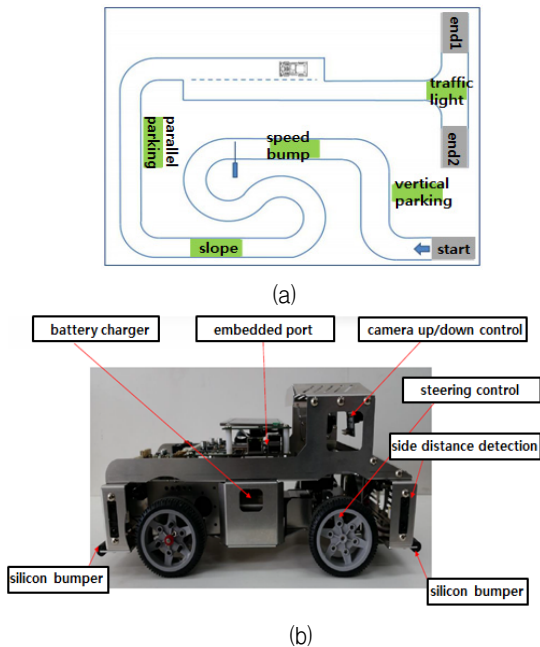 end1
traffic
light
end2
parallel
parking
speed
bump
vertical
parking
slope
start
(a)
battery charger
embedded port
camera up/down control
steering control
side distance detection
silicon bumper
silicon bumper
(b)